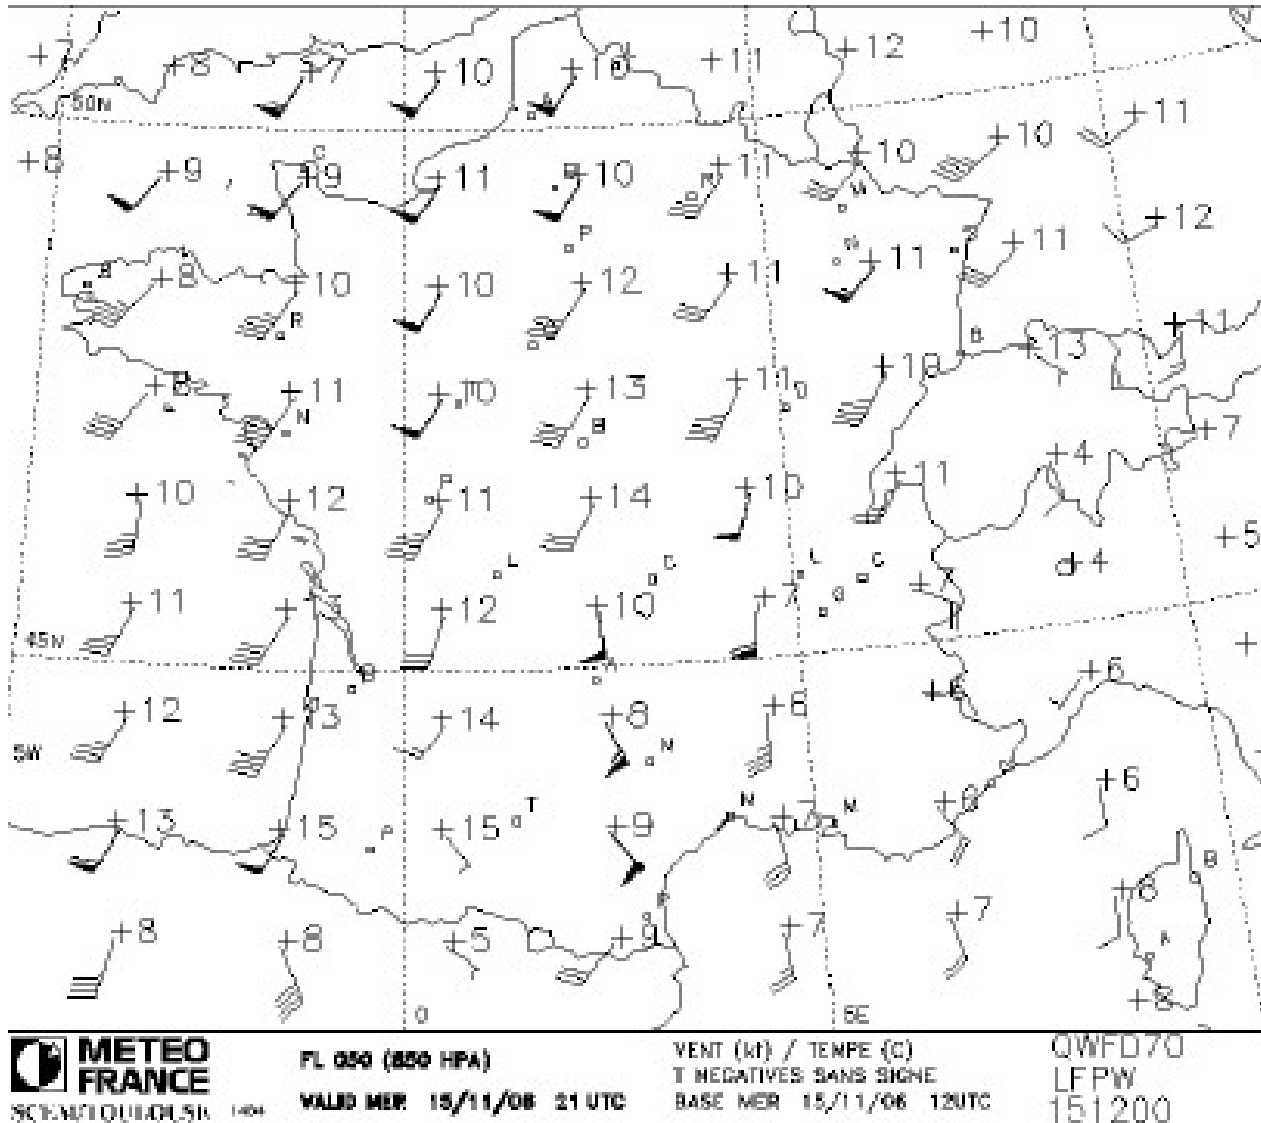 +7 +8 +7 +10 +10 +11 +12 +10
50N
+8 +9 +9 +11 +10 +11 +10 +10 +11
+8 +10 +10 +12 +11 +11 +11 +12
+8 +11 +10 +13 +11 +10 +13 +11
+10 +12 +11 +14 +10 +11 +4 +7
+11 +13 +12 +10 +7 +4 +5
45N
+12 +13 +14 +8 +8 +6 +6
5W
+13 +15 +15 +9 +7 +6 +6
+8 +8 +5 +9 +7 +7 +6
+8
0 5E
METEO
FRANCE
SCEM/TOULOUSE
FL 050 (850 HPA)
VALID MER 15/11/06 21 UTC
VENT (kt) / TEMPE (C)
T NEGATIVES SANS SIGNE
BASE MER 15/11/06 12UTC
QWFD70
LFPW
151200